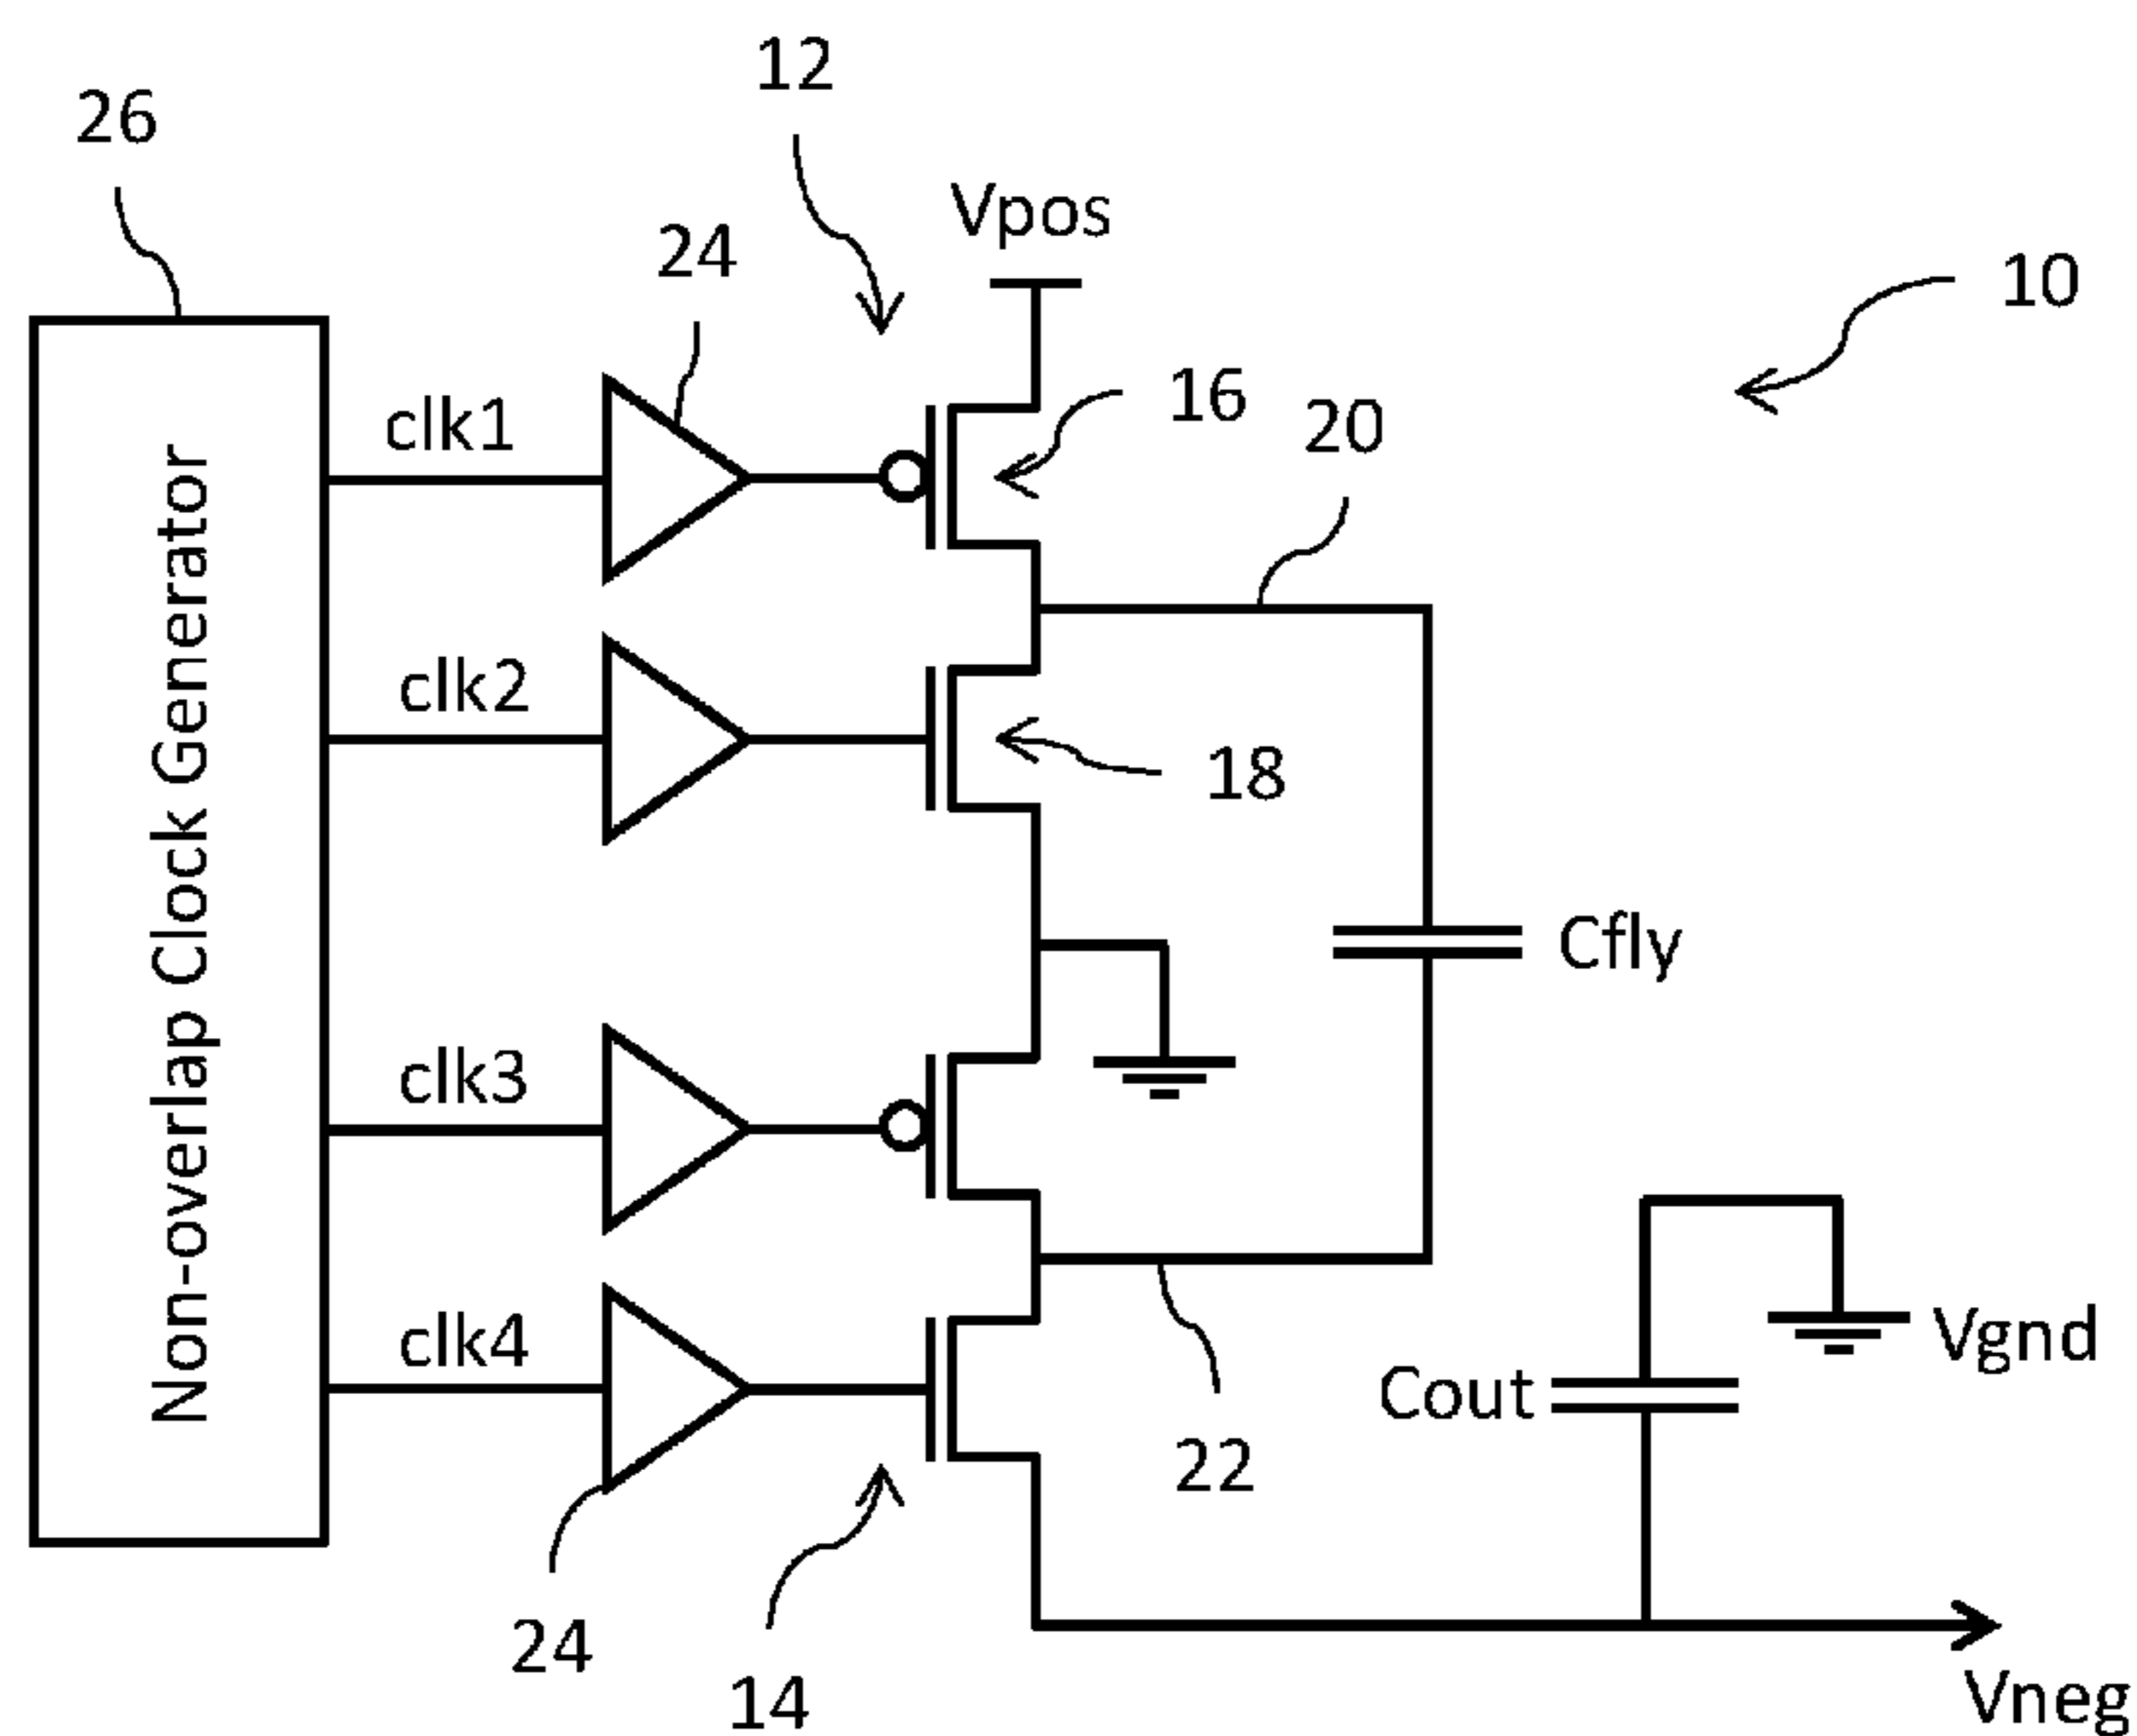 12
26
Vpos
24
10
16
20
clk1
clk2
18
Non-overlap Clock Generator
Cfly
clk3
clk4
Vgnd
Cout
22
24
14
Vneg